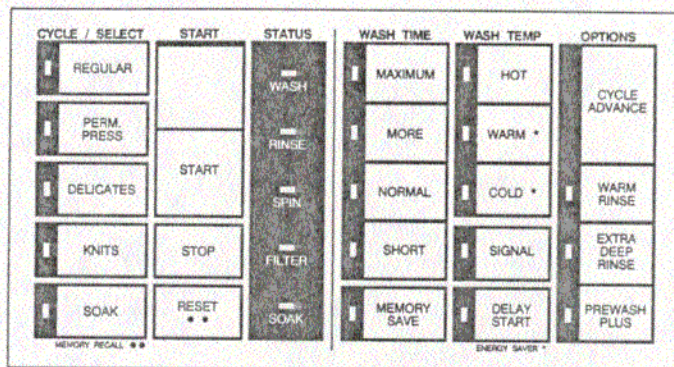 CYCLE / SELECT
REGULAR
PERM.
PRESS
DELICATES
KNITS
SOAK
MEMORY RECALL ●●
START
START
STOP
RESET
●●
STATUS
WASH
RINSE
SPIN
FILTER
SOAK
WASH TIME
MAXIMUM
MORE
NORMAL
SHORT
MEMORY
SAVE
WASH TEMP
HOT
WARM *
COLD *
SIGNAL
DELAY
START
ENERGY SAVER *
OPTIONS
CYCLE
ADVANCE
WARM
RINSE
EXTRA
DEEP
RINSE
PREWASH
PLUS